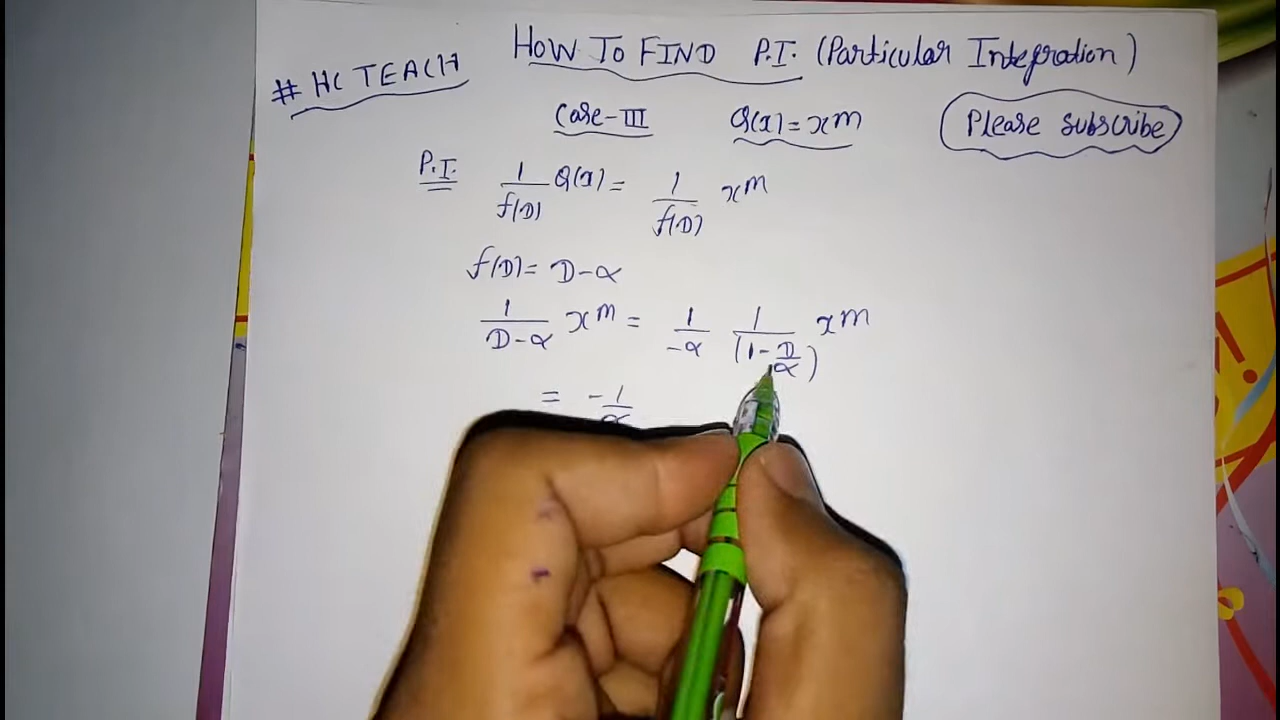 # HC TEACH HOW TO FIND P.I. (Particular Integration)
Case-III Q(x)=x^m Please subscribe
P.I. 1/f(D) Q(x) = 1/f(D) x^m
f(D) = D-α
1/(D-α) x^m = 1/-α 1/(1-D/α) x^m
= -1/α